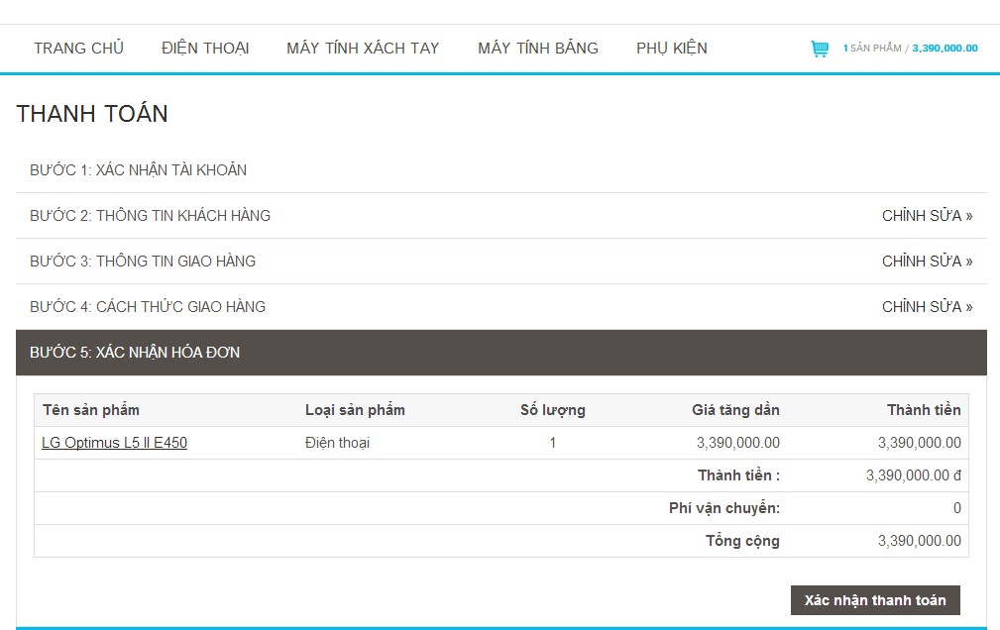 TRANG CHỦ ĐIỆN THOẠI MÁY TÍNH XÁCH TAY MÁY TÍNH BẢNG PHỤ KIỆN 1 SẢN PHẨM / 3,390,000.00
THANH TOÁN
BƯỚC 1: XÁC NHẬN TÀI KHOẢN
BƯỚC 2: THÔNG TIN KHÁCH HÀNG CHỈNH SỬA »
BƯỚC 3: THÔNG TIN GIAO HÀNG CHỈNH SỬA »
BƯỚC 4: CÁCH THỨC GIAO HÀNG CHỈNH SỬA »
BƯỚC 5: XÁC NHẬN HÓA ĐƠN
Tên sản phẩm Loại sản phẩm Số lượng Giá tăng dần Thành tiền
LG Optimus L5 II E450 Điện thoại 1 3,390,000.00 3,390,000.00
Thành tiền : 3,390,000.00 đ
Phí vận chuyển: 0
Tổng cộng 3,390,000.00
Xác nhận thanh toán